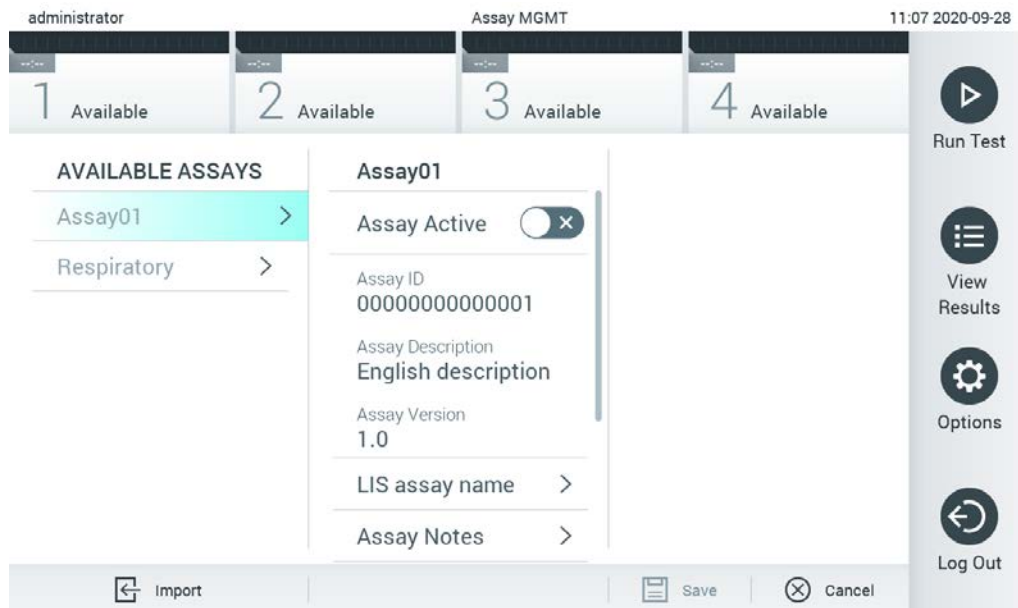 administrator
Assay MGMT
11:07 2020-09-28
--:--
1 Available
--:--
2 Available
--:--
3 Available
--:--
4 Available
Run Test
View
Results
Options
Log Out
AVAILABLE ASSAYS
Assay01
Respiratory
Assay01
Assay Active
Assay ID
00000000000001
Assay Description
English description
Assay Version
1.0
LIS assay name
Assay Notes
Import
Save
Cancel